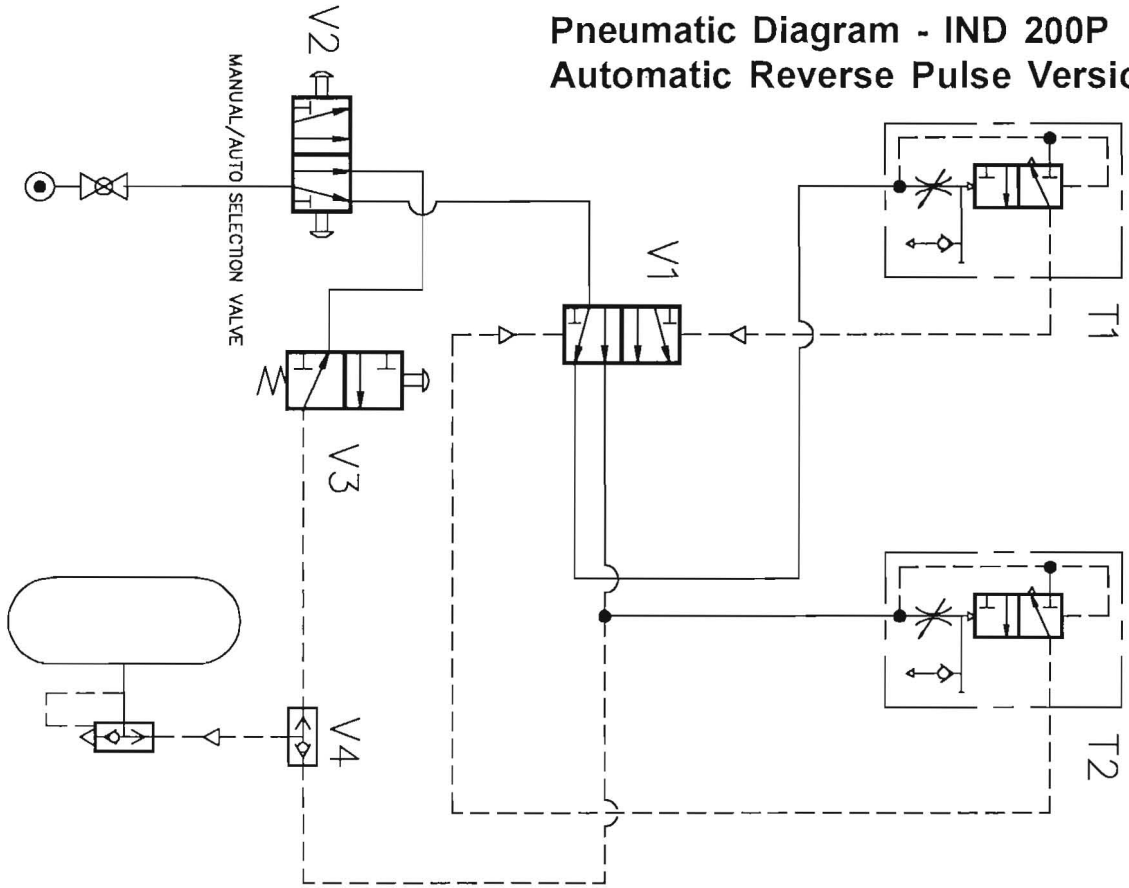 Pneumatic Diagram - IND 200P
Automatic Reverse Pulse Versio
V2
MANUAL/AUTO SELECTION VALVE
V1
T1
V3
V4
T2